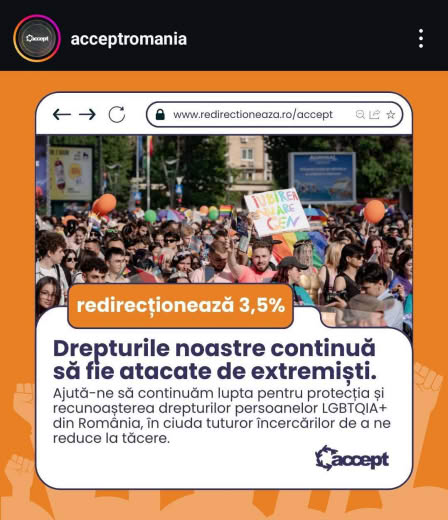 accept
acceptromania
www.redirectioneaza.ro/accept
IUBIREA
NU ARE
GEN
redirecționează 3,5%
Drepturile noastre continuă
să fie atacate de extremiști.
Ajută-ne să continuăm lupta pentru protecția și
recunoașterea drepturilor persoanelor LGBTQIA+
din România, în ciuda tuturor încercărilor de a ne
reduce la tăcere.
accept